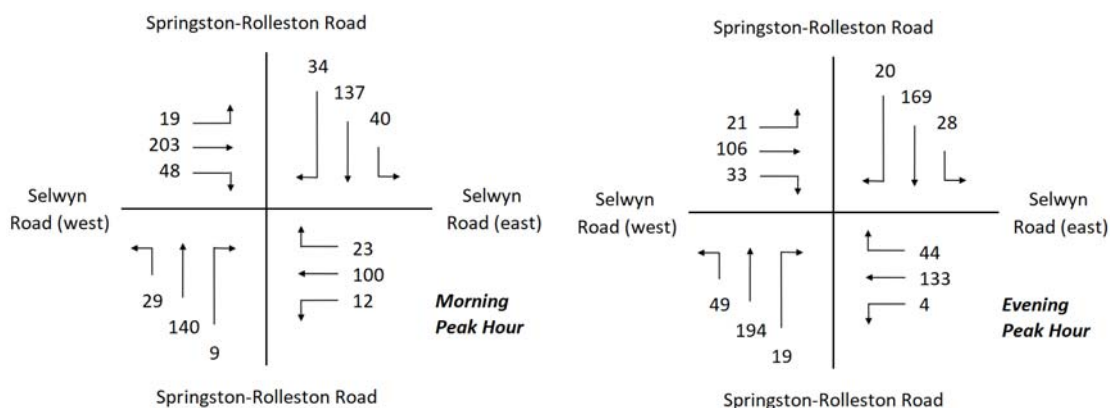 Springston-Rolleston Road
34
137
40
19
203
48
Selwyn
Road (west)
Selwyn
Road (east)
23
100
12
29
140
9
Morning
Peak Hour
Springston-Rolleston Road
Springston-Rolleston Road
20
169
28
21
106
33
Selwyn
Road (west)
Selwyn
Road (east)
44
133
4
49
194
19
Evening
Peak Hour
Springston-Rolleston Road